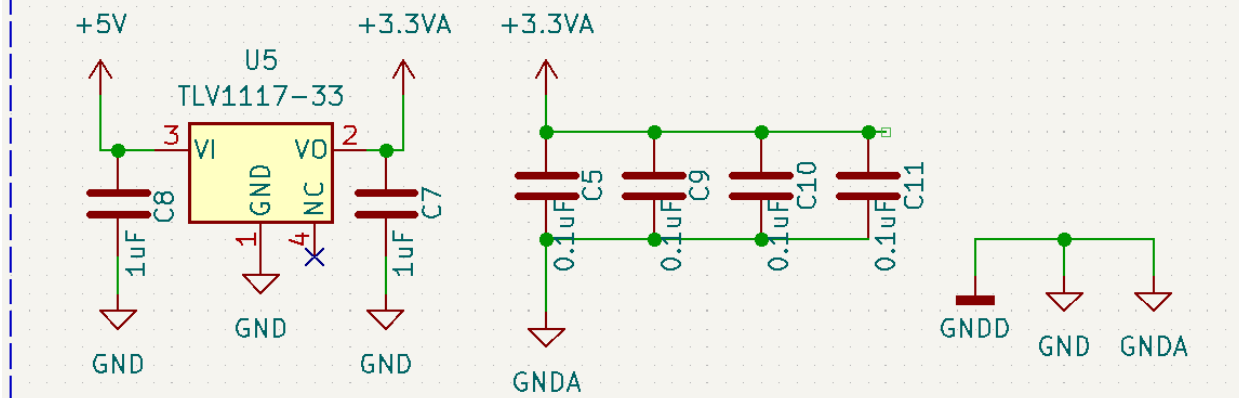 +5V
+3.3VA
+3.3VA
U5
TLV1117-33
3
VI
VO
2
GND
NC
1
4
C8
1uF
C7
1uF
C5
0.1uF
C9
0.1uF
C10
0.1uF
C11
0.1uF
GND
GND
GND
GNDA
GNDD
GND
GNDA